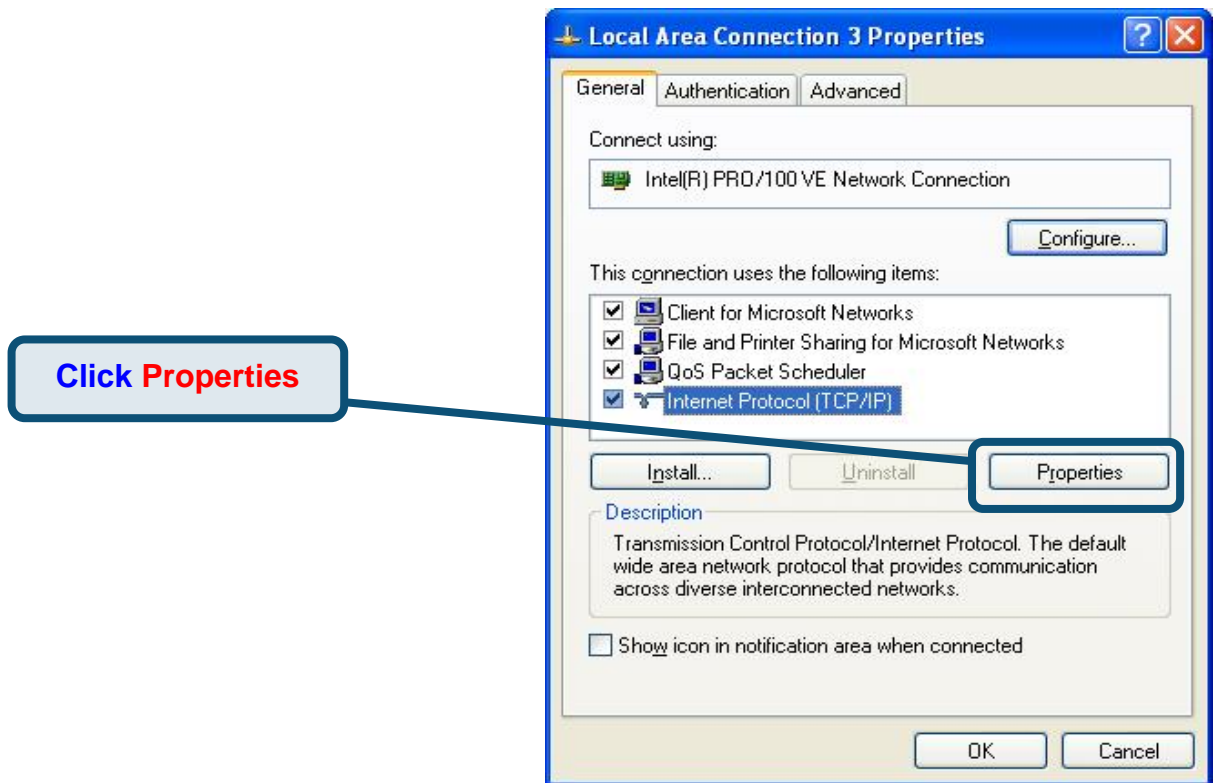 Local Area Connection 3 Properties
General Authentication Advanced
Connect using:
Intel(R) PRO/100 VE Network Connection
Configure...
This connection uses the following items:
Client for Microsoft Networks
File and Printer Sharing for Microsoft Networks
QoS Packet Scheduler
Internet Protocol (TCP/IP)
Click Properties
Install... Uninstall Properties
Description
Transmission Control Protocol/Internet Protocol. The default
wide area network protocol that provides communication
across diverse interconnected networks.
Show icon in notification area when connected
OK Cancel